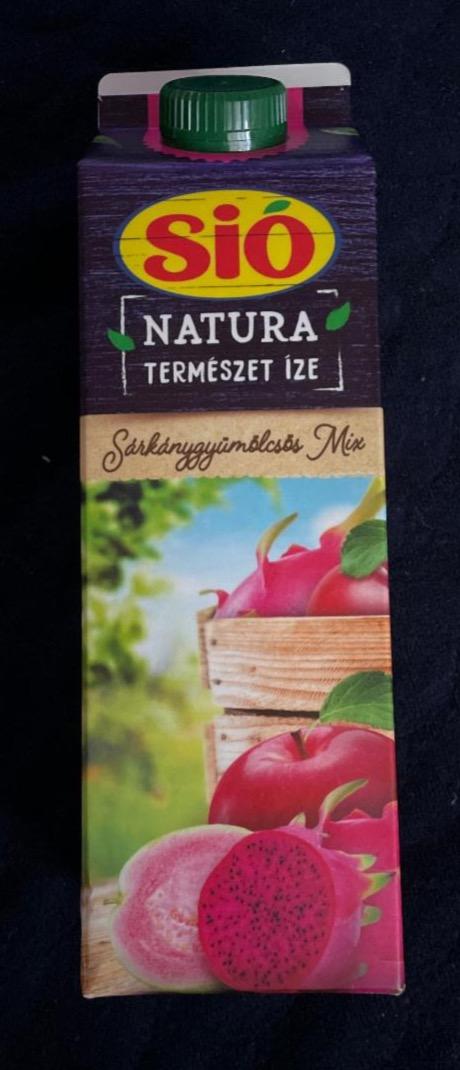 SIÓ
NATURA
TERMÉSZET ÍZE
Sárkánygyümölcsös Mix